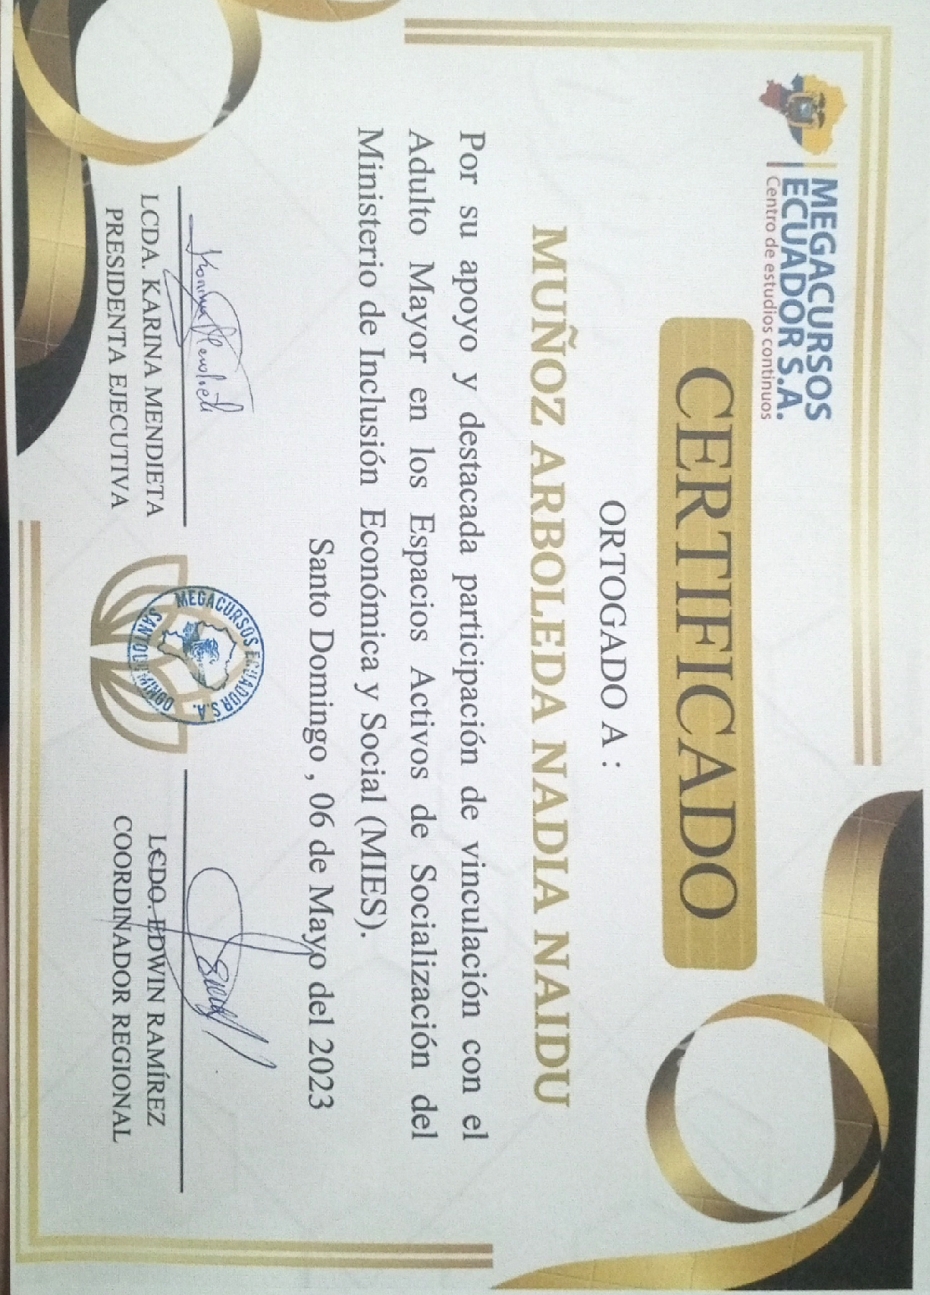 MEGACURSOS
ECUADOR S.A.
Centro de estudios continuos
CERTIFICADO
ORTOGADO A :
MUÑOZ ARBOLEDA NADIA NAIDU
Por su apoyo y destacada participación de vinculación con el
Adulto Mayor en los Espacios Activos de Socialización del
Ministerio de Inclusión Económica y Social (MIES).
Santo Domingo , 06 de Mayo del 2023
LCDA. KARINA MENDIETA
PRESIDENTA EJECUTIVA
MEGACURSOS ECUADOR S.A.
LCDO. EDWIN RAMÍREZ
COORDINADOR REGIONAL